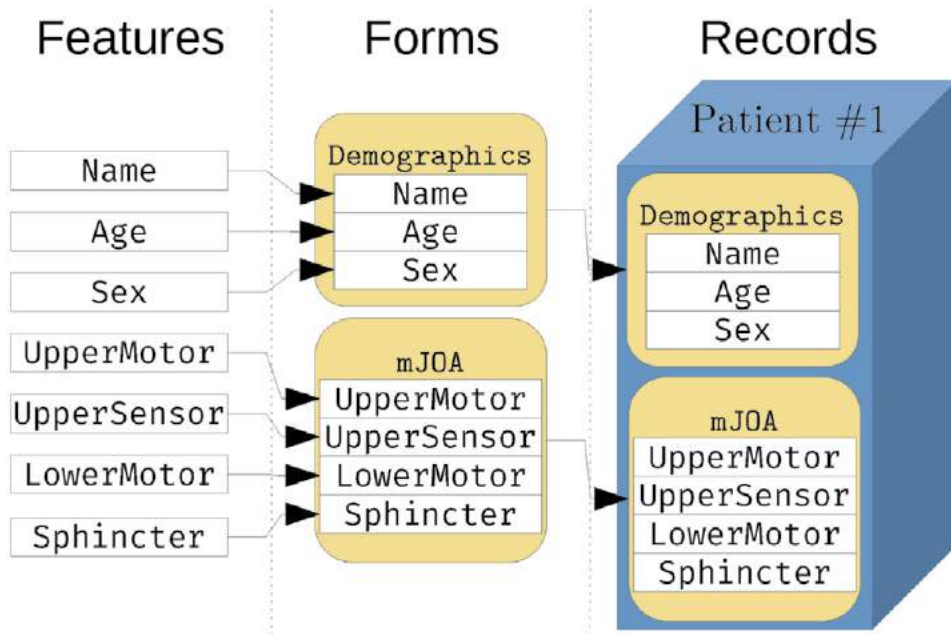 Features
Forms
Records
Name
Age
Sex
UpperMotor
UpperSensor
LowerMotor
Sphincter
Demographics
Name
Age
Sex
mJOA
UpperMotor
UpperSensor
LowerMotor
Sphincter
Patient #1
Demographics
Name
Age
Sex
mJOA
UpperMotor
UpperSensor
LowerMotor
Sphincter